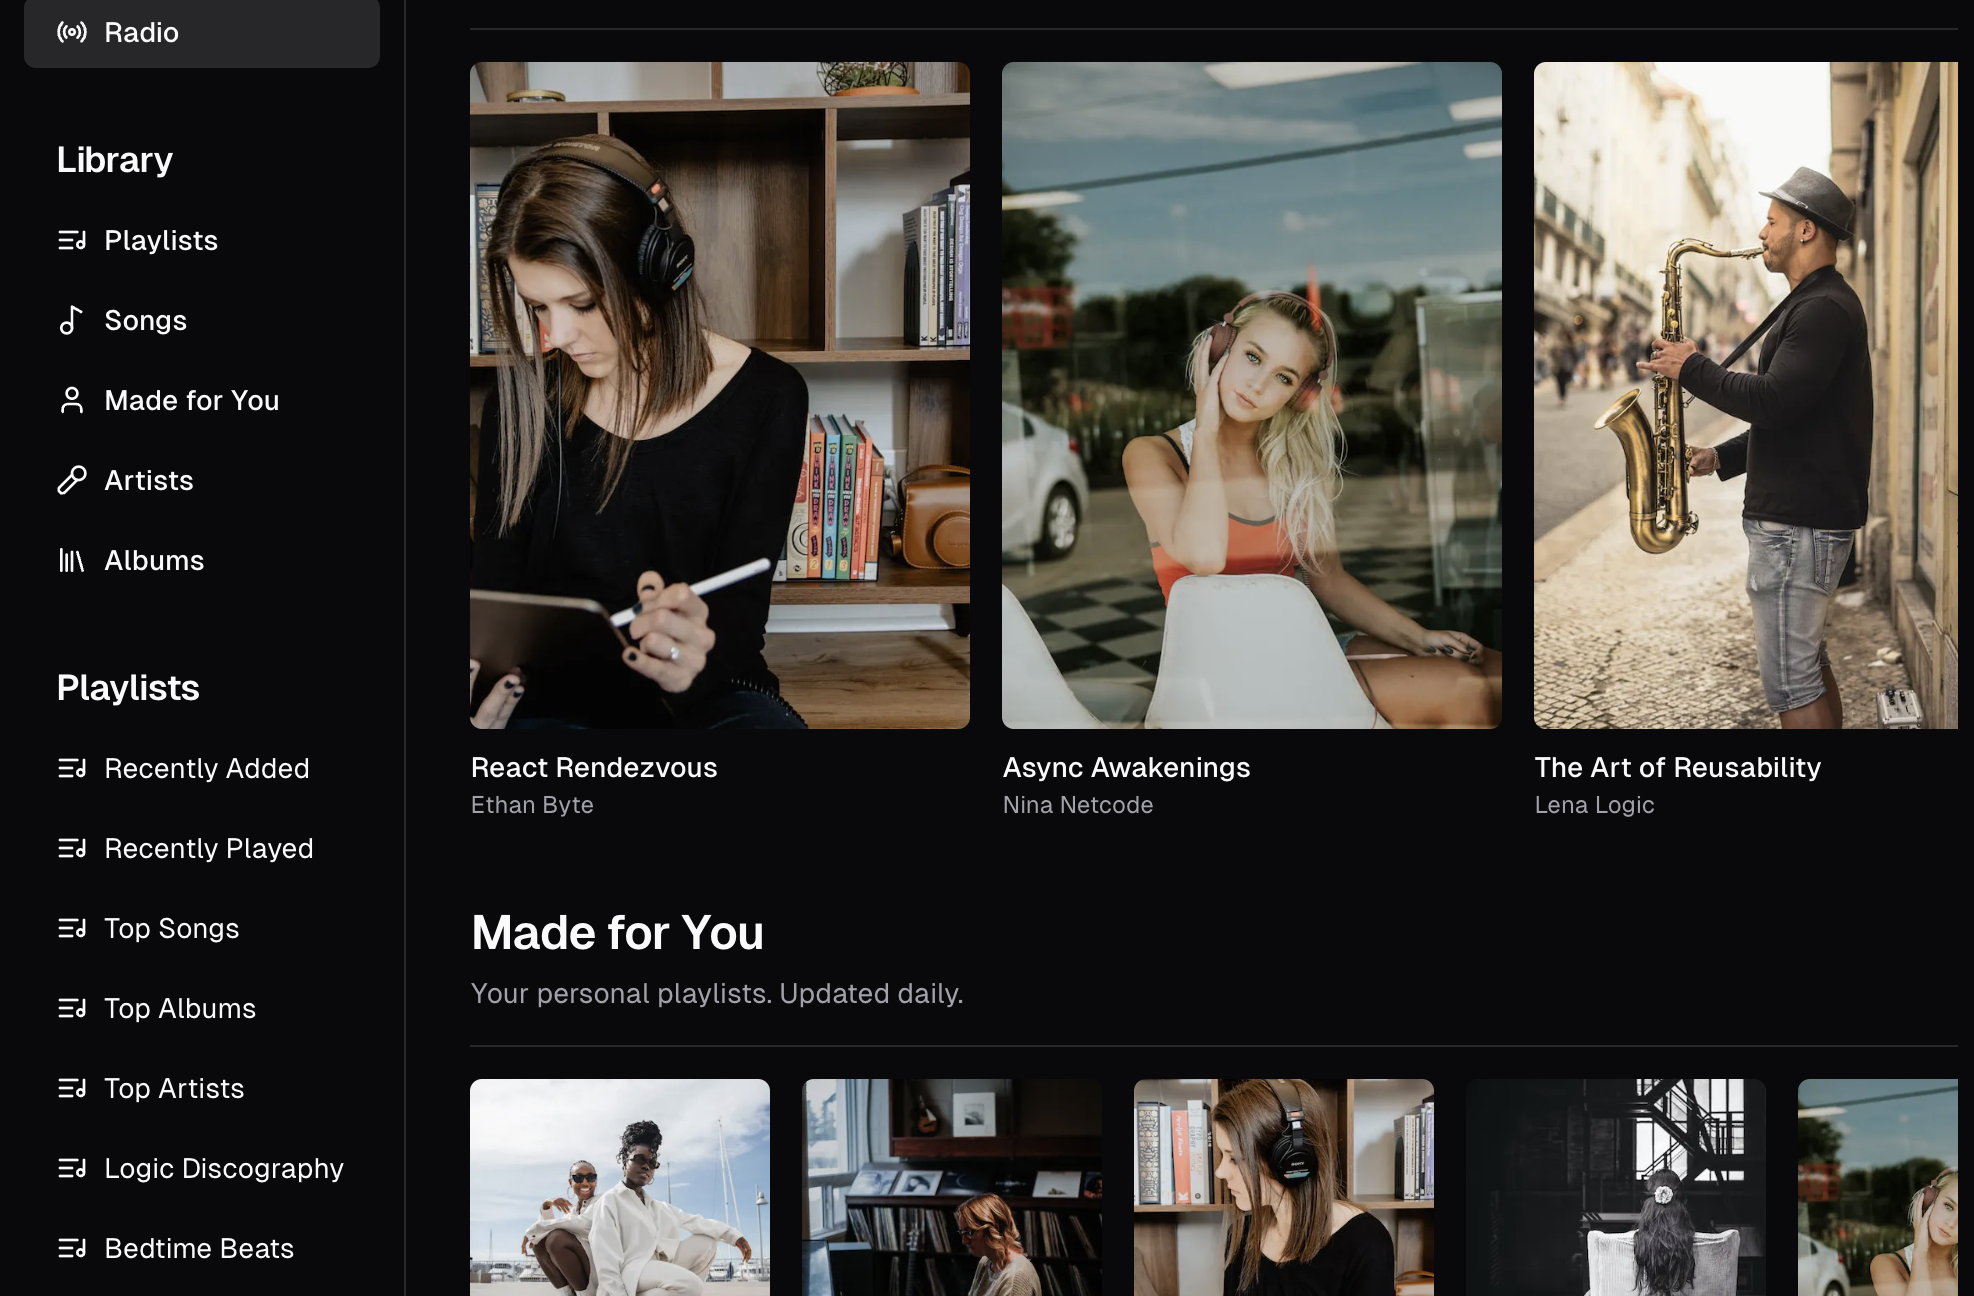 Radio
Library
Playlists
Songs
Made for You
Artists
Albums
Playlists
Recently Added
Recently Played
Top Songs
Top Albums
Top Artists
Logic Discography
Bedtime Beats
React Rendezvous
Ethan Byte
Async Awakenings
Nina Netcode
The Art of Reusability
Lena Logic
Made for You
Your personal playlists. Updated daily.
SONY
SONY